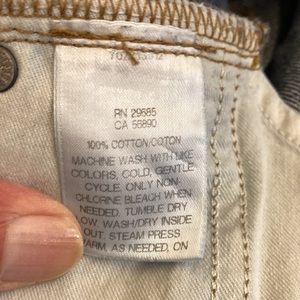 RN 29685
CA 56890
100% COTTON/COTON
MACHINE WASH WITH LIKE
COLORS, COLD, GENTLE
CYCLE. ONLY NON-
CHLORINE BLEACH WHEN
NEEDED. TUMBLE DRY
LOW. WASH/DRY INSIDE
OUT. STEAM PRESS
WARM, AS NEEDED, ON